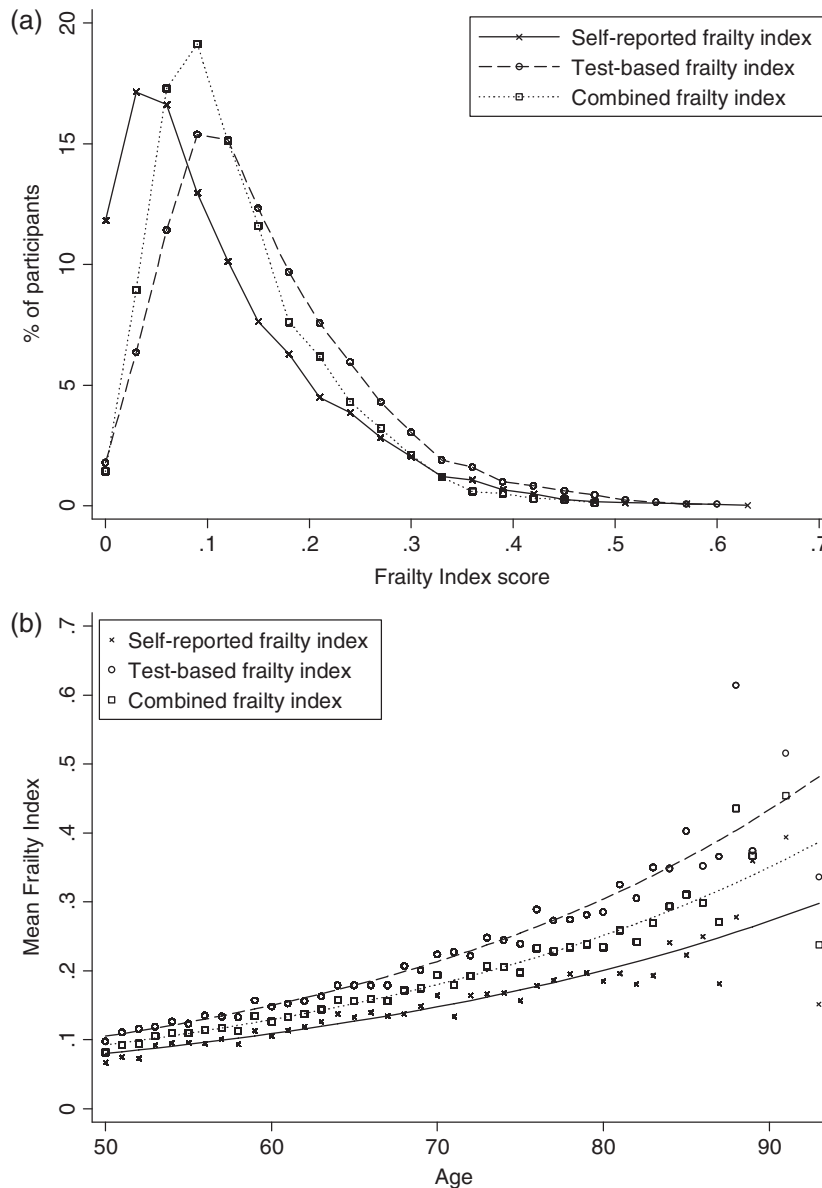 (a)
20
15
10
5
0
% of participants
Self-reported frailty index
Test-based frailty index
Combined frailty index
0 .1 .2 .3 .4 .5 .6 .7
Frailty Index score
(b)
.7
.6
.5
.4
.3
.2
.1
0
Mean Frailty Index
Self-reported frailty index
Test-based frailty index
Combined frailty index
50 60 70 80 90
Age